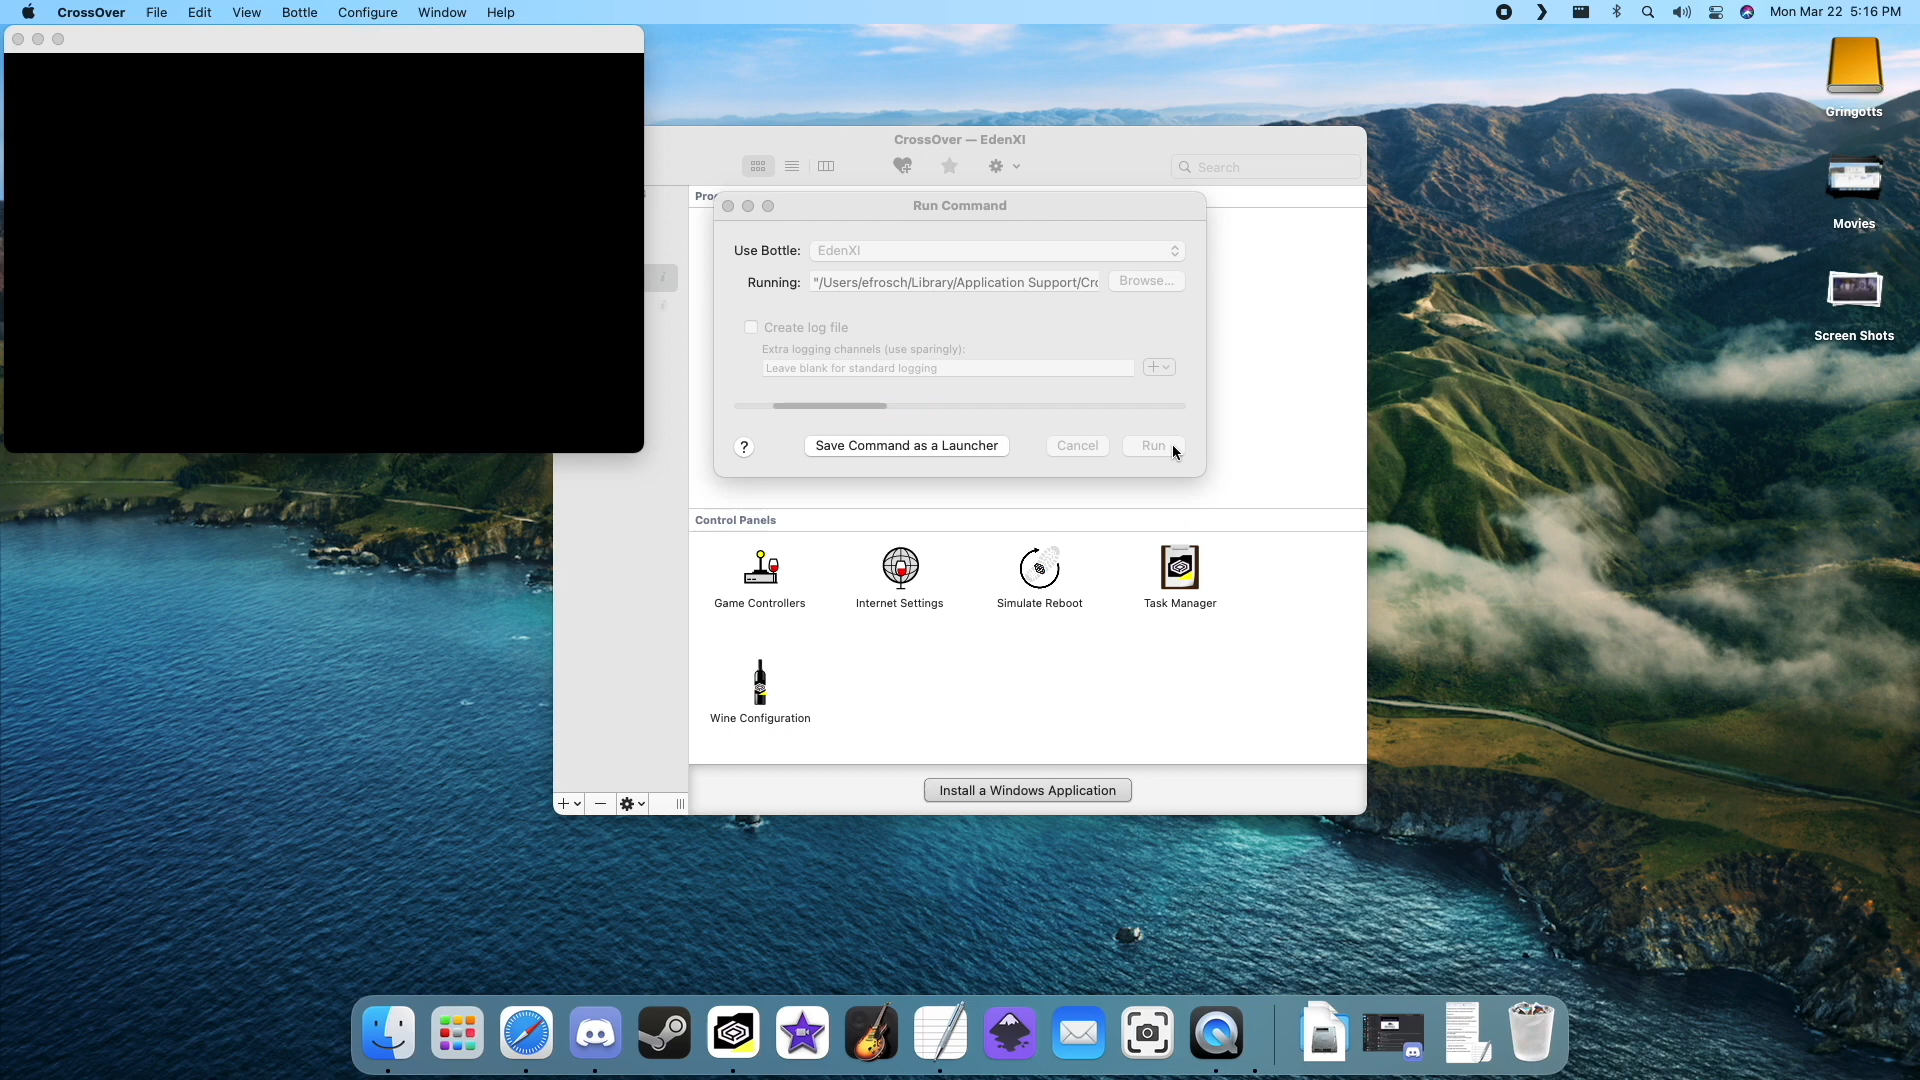 CrossOver File Edit View Bottle Configure Window Help
Mon Mar 22 5:16 PM
Gringotts
Movies
Screen Shots
CrossOver — EdenXI
Search
Run Command
Use Bottle: EdenXI
Running: "/Users/efrosch/Library/Application Support/Cr
Browse...
Create log file
Extra logging channels (use sparingly):
Leave blank for standard logging
? Save Command as a Launcher Cancel Run
Control Panels
Game Controllers Internet Settings Simulate Reboot Task Manager
Wine Configuration
Install a Windows Application